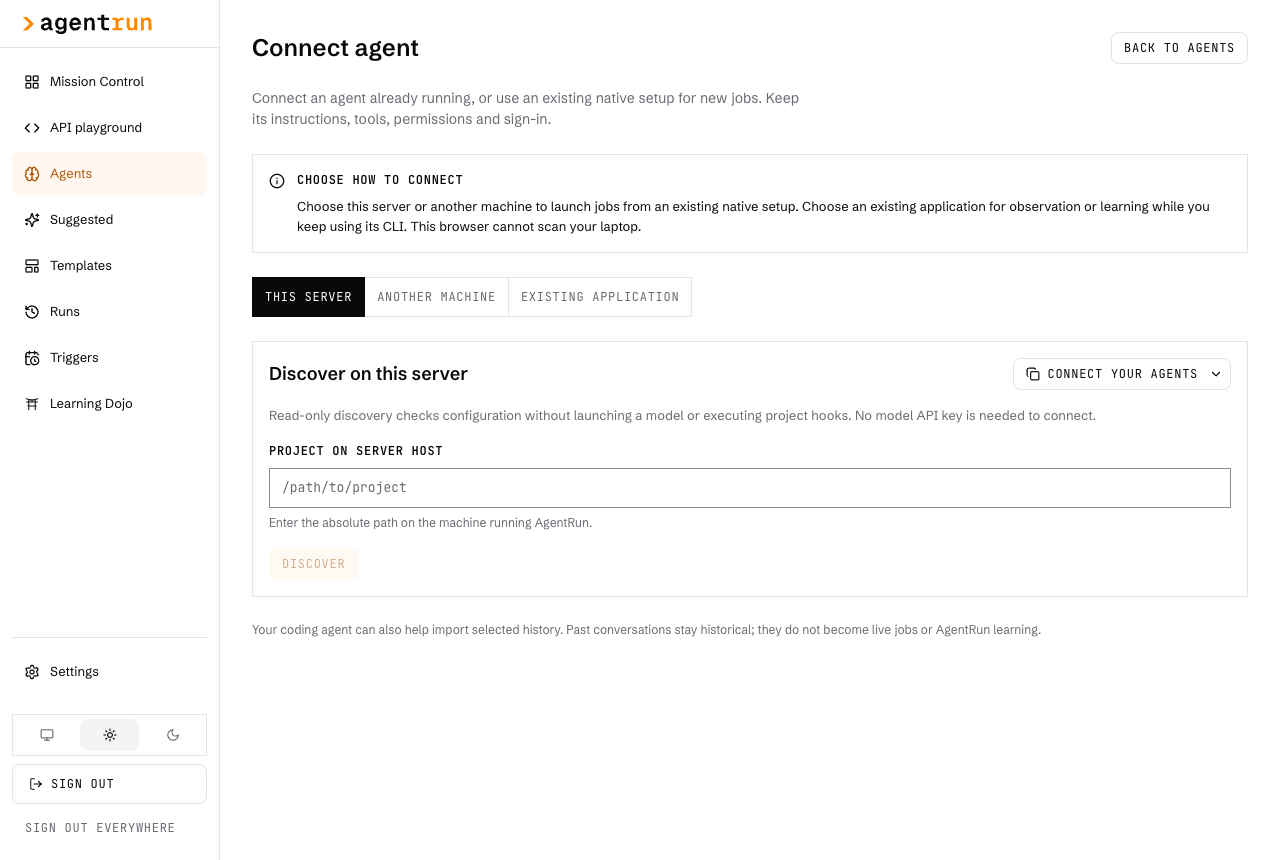 agentrun
Connect agent
BACK TO AGENTS
Mission Control
API playground
Agents
Suggested
Templates
Runs
Triggers
Learning Dojo
Connect an agent already running, or use an existing native setup for new jobs. Keep
its instructions, tools, permissions and sign-in.
CHOOSE HOW TO CONNECT
Choose this server or another machine to launch jobs from an existing native setup. Choose an existing application for observation or learning while you
keep using its CLI. This browser cannot scan your laptop.
THIS SERVER
ANOTHER MACHINE
EXISTING APPLICATION
Discover on this server
CONNECT YOUR AGENTS
Read-only discovery checks configuration without launching a model or executing project hooks. No model API key is needed to connect.
PROJECT ON SERVER HOST
/path/to/project
Enter the absolute path on the machine running AgentRun.
DISCOVER
Your coding agent can also help import selected history. Past conversations stay historical; they do not become live jobs or AgentRun learning.
Settings
SIGN OUT
SIGN OUT EVERYWHERE